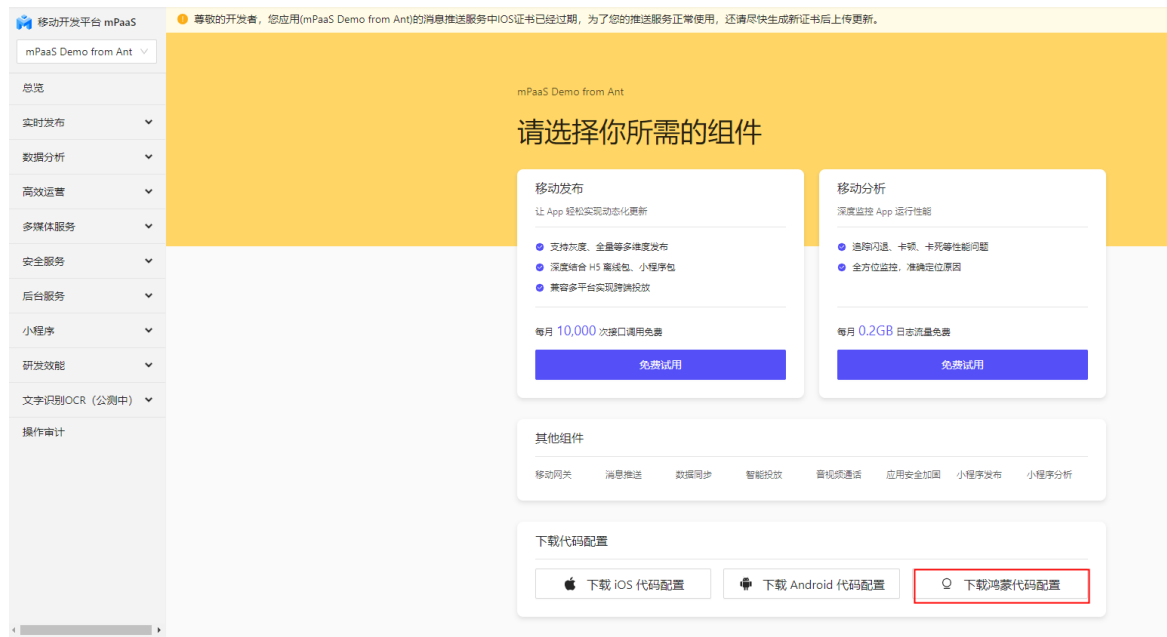 移动开发平台 mPaaS
mPaaS Demo from Ant
总览
实时发布
数据分析
高效运营
多媒体服务
安全服务
后台服务
小程序
研发效能
文字识别OCR（公测中）
操作审计
尊敬的开发者，您应用(mPaaS Demo from Ant)的消息推送服务中IOS证书已经过期，为了您的推送服务正常使用，还请尽快生成新证书后上传更新。
mPaaS Demo from Ant
请选择你所需的组件
移动发布
让 App 轻松实现动态化更新
支持灰度、全量等多维度发布
深度结合 H5 离线包、小程序包
兼容多平台实现跨端投放
每月 10,000 次接口调用免费
免费试用
移动分析
深度监控 App 运行性能
追踪闪退、卡顿、卡死等性能问题
全方位监控，准确定位原因
每月 0.2GB 日志流量免费
免费试用
其他组件
移动网关 消息推送 数据同步 智能投放 音视频通话 应用安全加固 小程序发布 小程序分析
下载代码配置
下载 iOS 代码配置 下载 Android 代码配置 下载鸿蒙代码配置